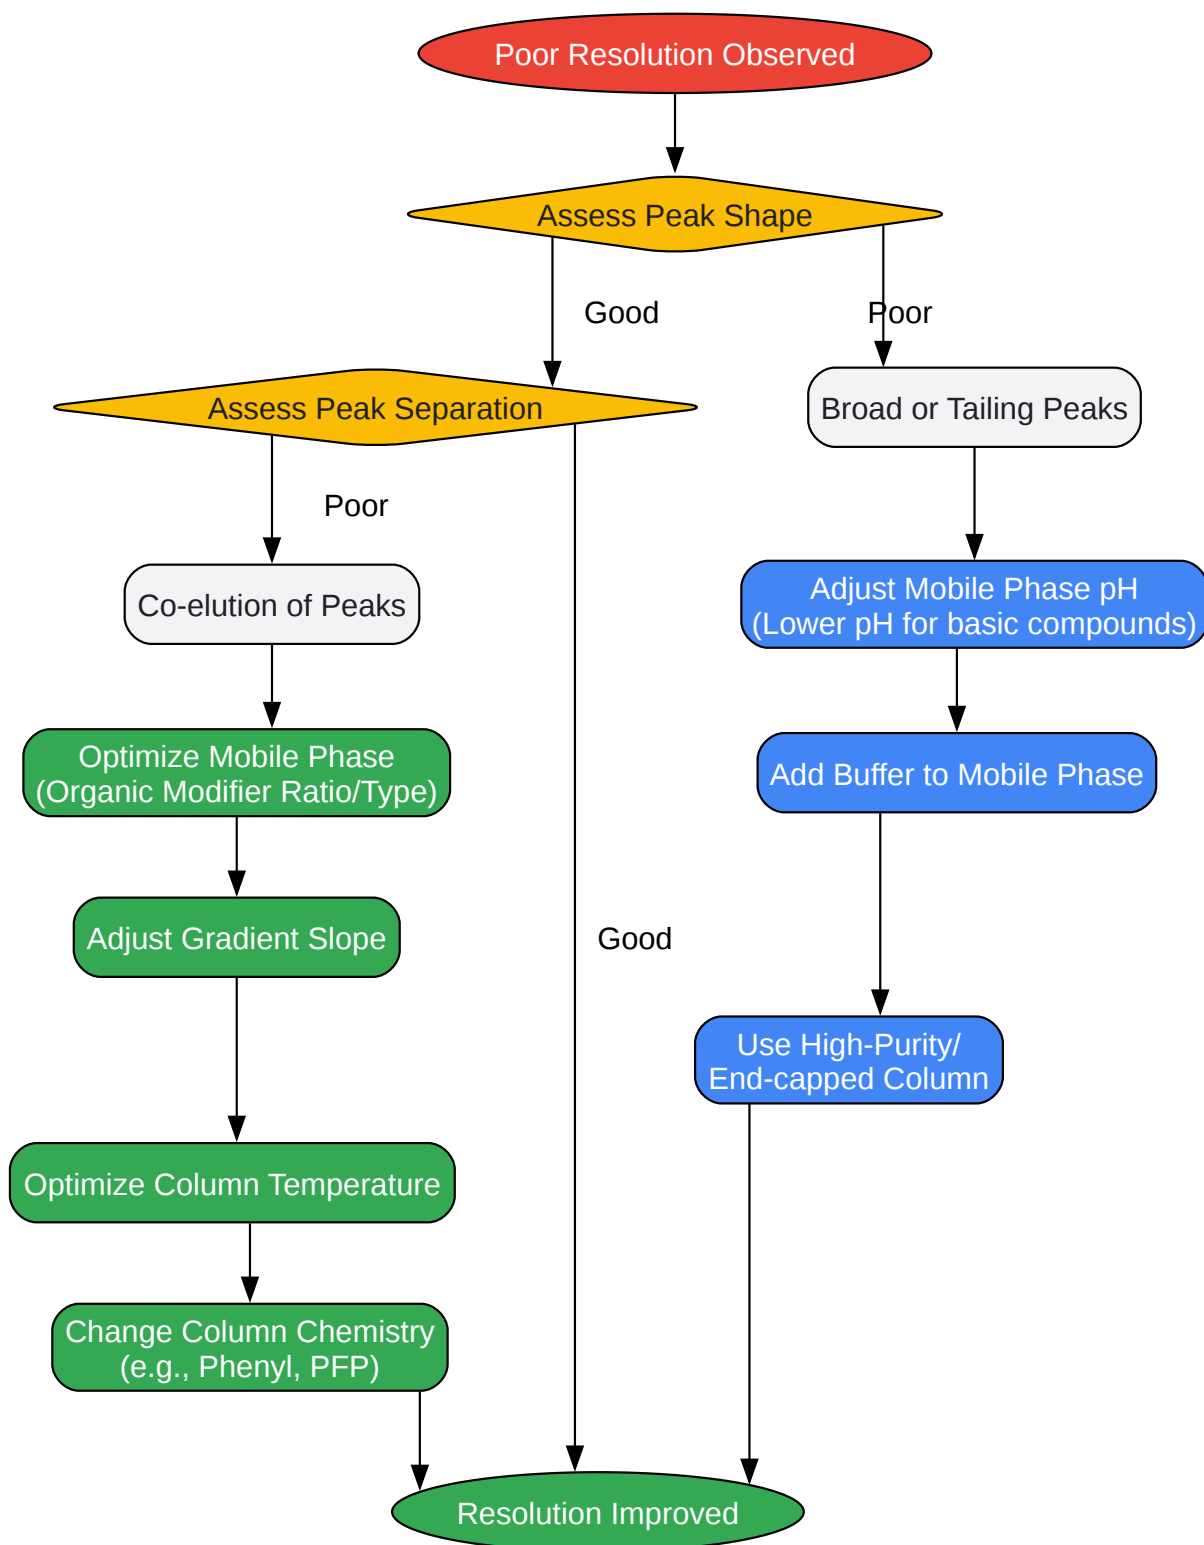 Poor Resolution Observed
Assess Peak Shape
Good
Poor
Assess Peak Separation
Broad or Tailing Peaks
Poor
Co-elution of Peaks
Adjust Mobile Phase pH
(Lower pH for basic compounds)
Optimize Mobile Phase
(Organic Modifier Ratio/Type)
Add Buffer to Mobile Phase
Adjust Gradient Slope
Good
Use High-Purity/
End-capped Column
Optimize Column Temperature
Change Column Chemistry
(e.g., Phenyl, PFP)
Resolution Improved